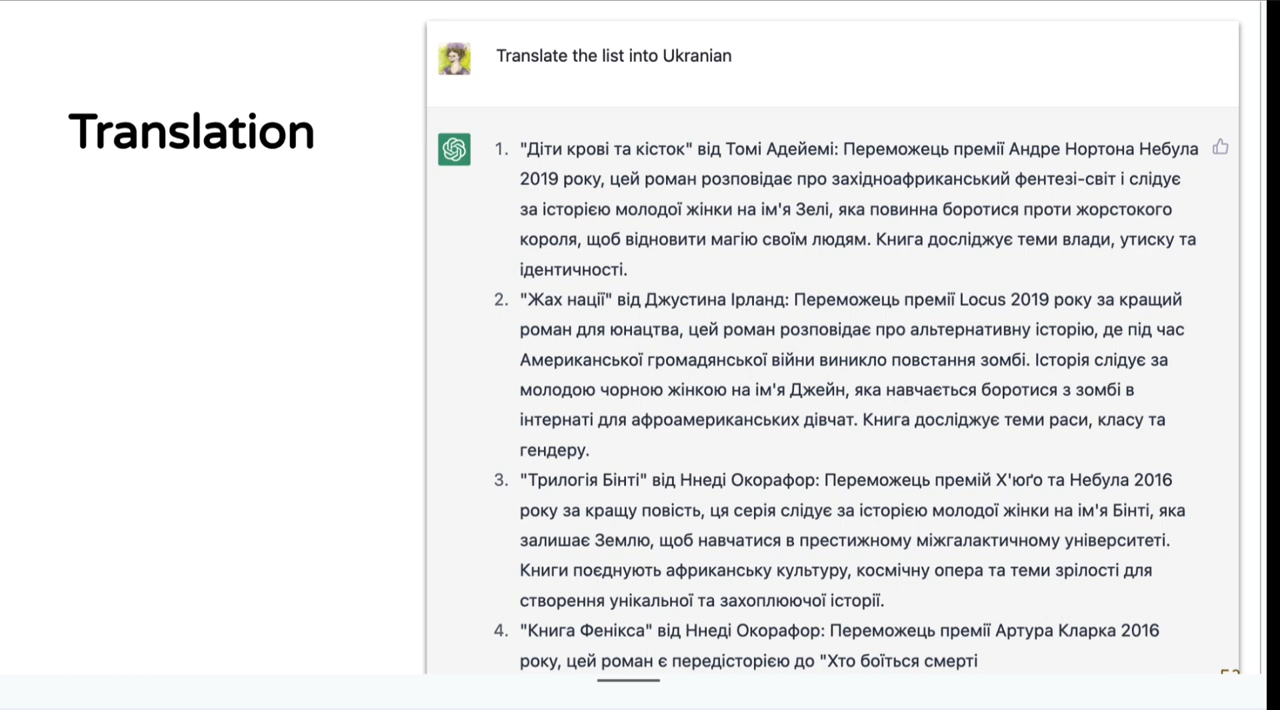 Translation
Translate the list into Ukranian
1. "Діти крові та кісток" від Томі Адейемі: Переможець премії Андре Нортона Небула
2019 року, цей роман розповідає про західноафриканський фентезі-світ і слідує
за історією молодої жінки на ім'я Зелі, яка повинна боротися проти жорстокого
короля, щоб відновити магію своїм людям. Книга досліджує теми влади, утиску та
ідентичності.
2. "Жах нації" від Джустина Ірланд: Переможець премії Locus 2019 року за кращий
роман для юнацтва, цей роман розповідає про альтернативну історію, де під час
Американської громадянської війни виникло повстання зомбі. Історія слідує за
молодою чорною жінкою на ім'я Джейн, яка навчається боротися з зомбі в
інтернаті для афроамериканських дівчат. Книга досліджує теми раси, класу та
гендеру.
3. "Трилогія Бінті" від Ннеді Окорафор: Переможець премій Х'юґо та Небула 2016
року за кращу повість, ця серія слідує за історією молодої жінки на ім'я Бінті, яка
залишає Землю, щоб навчатися в престижному міжгалактичному університеті.
Книги поєднують африканську культуру, космічну опера та теми зрілості для
створення унікальної та захоплюючої історії.
4. "Книга Фенікса" від Ннеді Окорафор: Переможець премії Артура Кларка 2016
року, цей роман є передісторією до "Хто боїться смерті